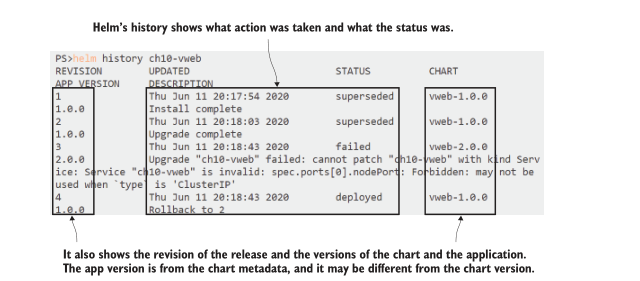 Helm's history shows what action was taken and what the status was.
PS>helm history ch10-vweb
REVISION UPDATED STATUS CHART
APP VERSION DESCRIPTION
1 Thu Jun 11 20:17:54 2020 superseded vweb-1.0.0
1.0.0 Install complete
2 Thu Jun 11 20:18:03 2020 superseded vweb-1.0.0
1.0.0 Upgrade complete
3 Thu Jun 11 20:18:43 2020 failed vweb-2.0.0
2.0.0 Upgrade "ch10-vweb" failed: cannot patch "ch10-vweb" with kind Serv
ice: Service "ch10-vweb" is invalid: spec.ports[0].nodePort: Forbidden: may not be
used when `type` is 'ClusterIP'
4 Thu Jun 11 20:18:43 2020 deployed vweb-1.0.0
1.0.0 Rollback to 2
It also shows the revision of the release and the versions of the chart and the application.
The app version is from the chart metadata, and it may be different from the chart version.